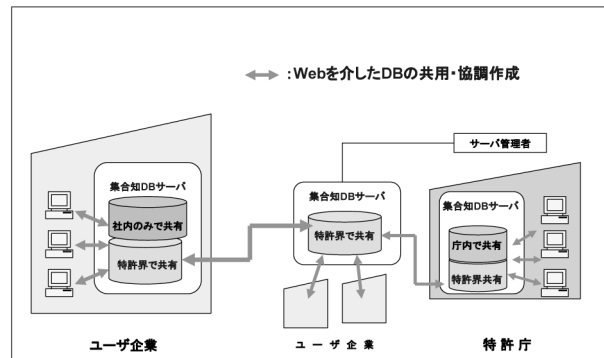 ：Webを介したDBの共用・協調作成
サーバ管理者
集合知DBサーバ
社内のみで共有
特許界で共有
ユーザ企業
集合知DBサーバ
特許界で共有
ユーザ企業
集合知DBサーバ
庁内で共有
特許界共有
特許庁